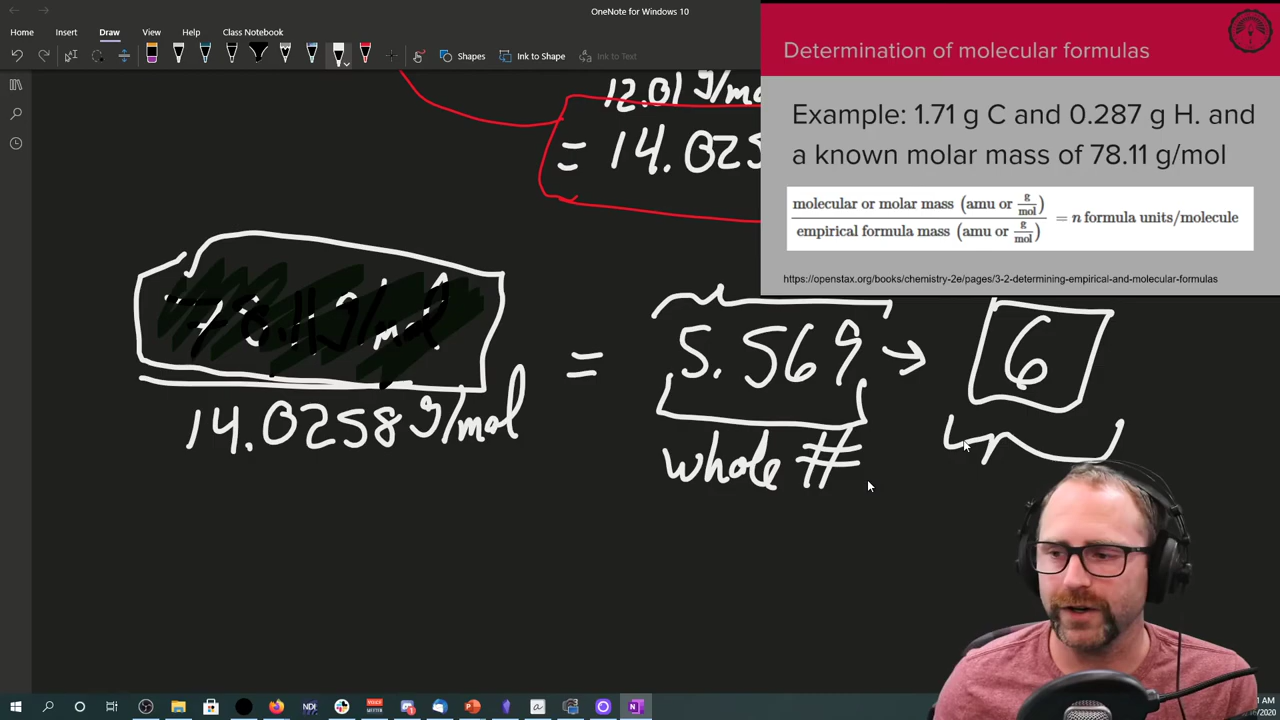 OneNote for Windows 10
Home Insert Draw View Help Class Notebook
Shapes Ink to Shape Ink to Text
Determination of molecular formulas
Example: 1.71 g C and 0.287 g H. and
a known molar mass of 78.11 g/mol
molecular or molar mass (amu or g/mol)
empirical formula mass (amu or g/mol)
= n formula units/molecule
https://openstax.org/books/chemistry-2e/pages/3-2-determining-empirical-and-molecular-formulas
12.01 g/mo
= 14.025
78.11 g/mol
14.0258 g/mol
= 5.569 → 6
whole #